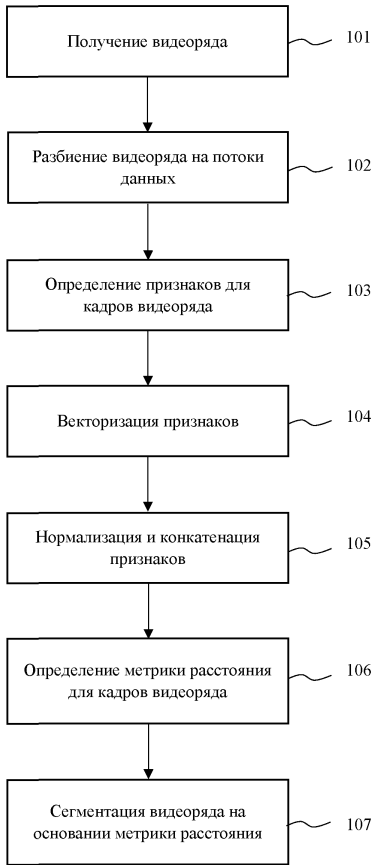 Получение видеоряда
101
Разбиение видеоряда на потоки
данных
102
Определение признаков для
кадров видеоряда
103
Векторизация признаков
104
Нормализация и конкатенация
признаков
105
Определение метрики расстояния
для кадров видеоряда
106
Сегментация видеоряда на
основании метрики расстояния
107